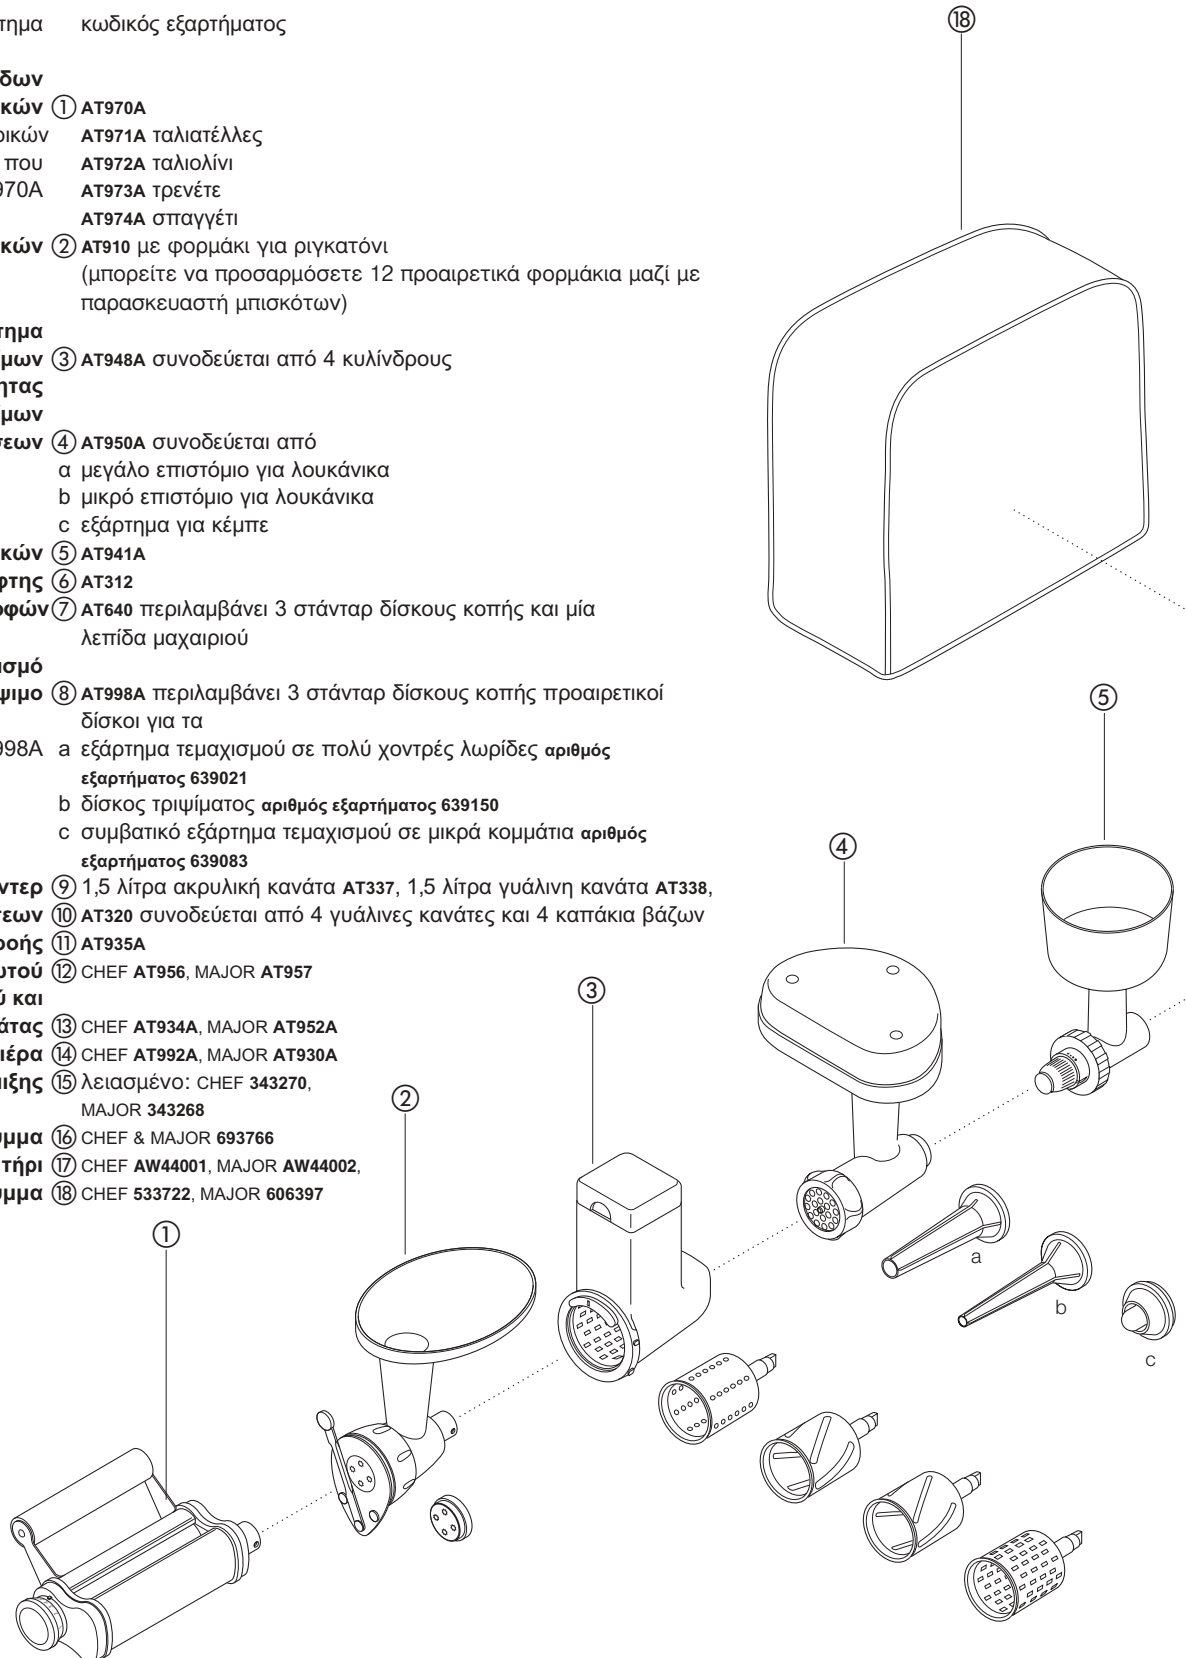 τημα κωδικός εξαρτήματος
δων
κών ① AT970A
ρικών AT971A ταλιατέλλες
που AT972A ταλιολίνι
970A AT973A τρενέτε
AT974A σπαγγέτι
κών ② AT910 με φορμάκι για ριγκατόνι
(μπορείτε να προσαρμόσετε 12 προαιρετικά φορμάκια μαζί με
παρασκευαστή μπισκότων)
τημα
μων ③ AT948A συνοδεύεται από 4 κυλίνδρους
ητας
ίμων
σεων ④ AT950A συνοδεύεται από
α μεγάλο επιστόμιο για λουκάνικα
b μικρό επιστόμιο για λουκάνικα
c εξάρτημα για κέμπε
κών ⑤ AT941A
φτης ⑥ AT312
οφών ⑦ AT640 περιλαμβάνει 3 στάνταρ δίσκους κοπής και μία
λεπίδα μαχαιριού
ισμό
ψιμο ⑧ AT998A περιλαμβάνει 3 στάνταρ δίσκους κοπής προαιρετικοί
δίσκοι για τα
998A a εξάρτημα τεμαχισμού σε πολύ χοντρές λωρίδες αριθμός
εξαρτήματος 639021
b δίσκος τριψίματος αριθμός εξαρτήματος 639150
c συμβατικό εξάρτημα τεμαχισμού σε μικρά κομμάτια αριθμός
εξαρτήματος 639083
ντερ ⑨ 1,5 λίτρα ακρυλική κανάτα AT337, 1,5 λίτρα γυάλινη κανάτα AT338,
εων ⑩ AT320 συνοδεύεται από 4 γυάλινες κανάτες και 4 καπάκια βάζων
ροής ⑪ AT935A
ωτού ⑫ CHEF AT956, MAJOR AT957
ύ και
άτας ⑬ CHEF AT934A, MAJOR AT952A
ιέρα ⑭ CHEF AT992A, MAJOR AT930A
ιξης ⑮ λειασμένο: CHEF 343270,
MAJOR 343268
υμμα ⑯ CHEF & MAJOR 693766
τήρι ⑰ CHEF AW44001, MAJOR AW44002,
υμμα ⑱ CHEF 533722, MAJOR 606397
⑱
⑤
④
③
②
①
a
b
c